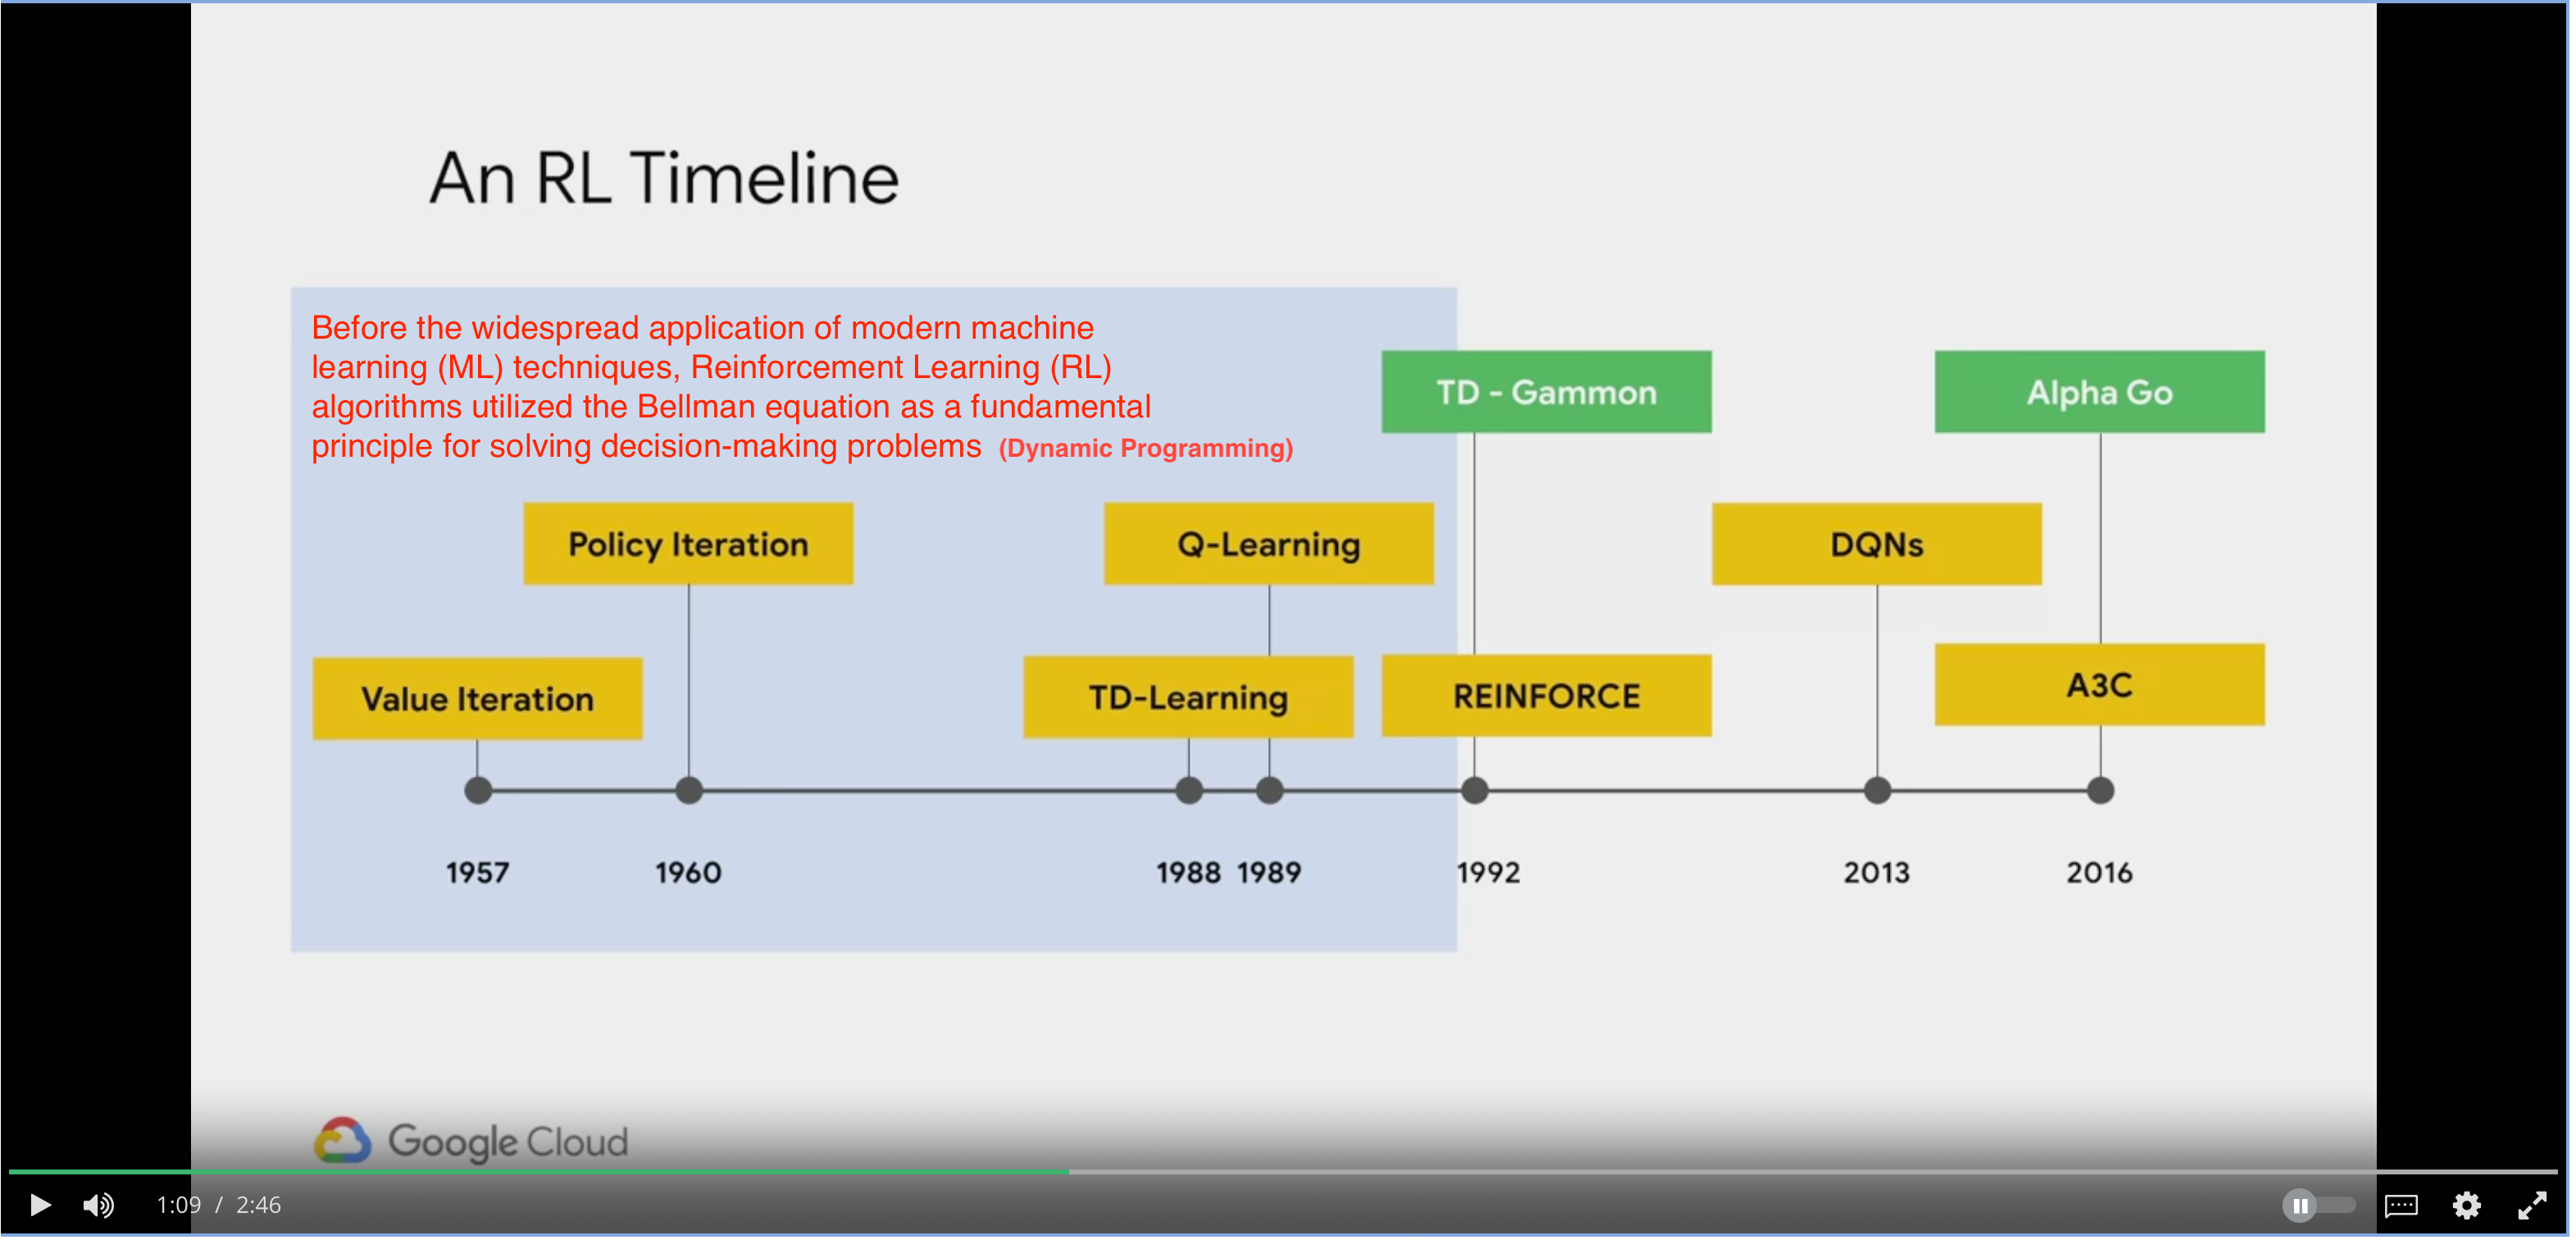 An RL Timeline
Before the widespread application of modern machine
learning (ML) techniques, Reinforcement Learning (RL)
algorithms utilized the Bellman equation as a fundamental
principle for solving decision-making problems (Dynamic Programming)
TD - Gammon
Alpha Go
Policy Iteration
Q-Learning
DQNs
Value Iteration
TD-Learning
REINFORCE
A3C
1957 1960 1988 1989 1992 2013 2016
Google Cloud
1:09 / 2:46